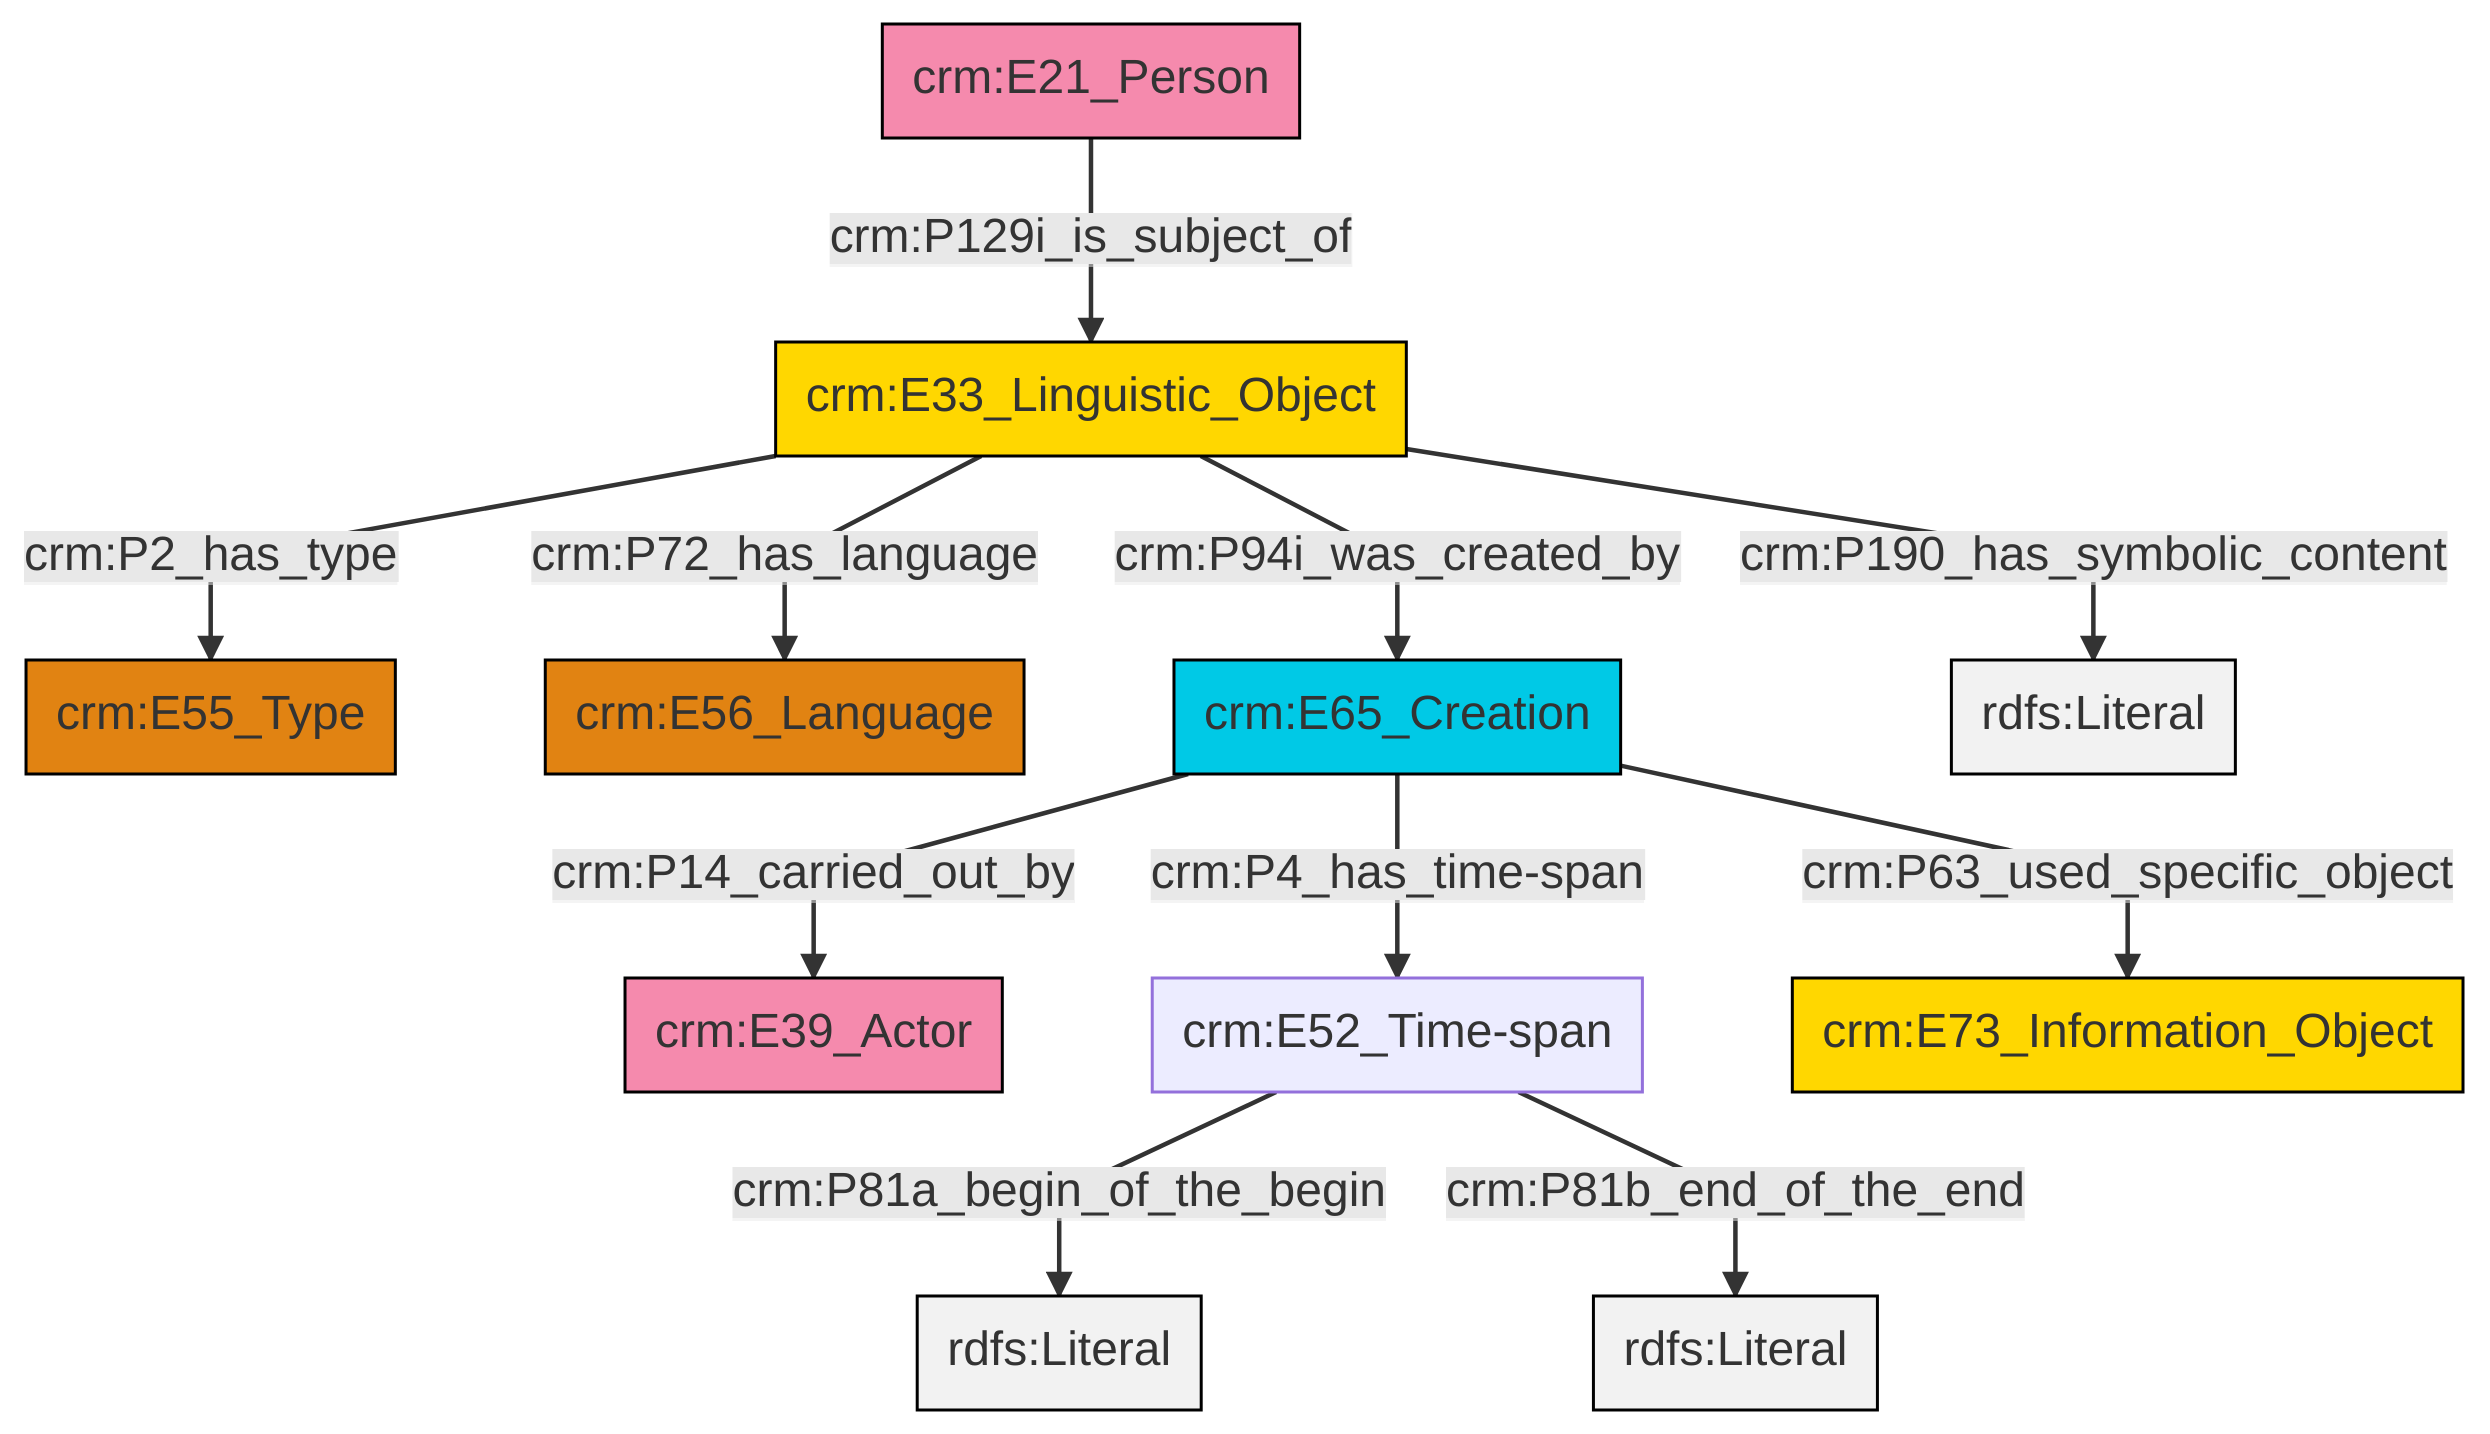 crm:E21_Person
crm:P129i_is_subject_of
crm:E33_Linguistic_Object
crm:P2_has_type
crm:P72_has_language
crm:P94i_was_created_by
crm:P190_has_symbolic_content
crm:E55_Type
crm:E56_Language
crm:E65_Creation
rdfs:Literal
crm:P14_carried_out_by
crm:P4_has_time-span
crm:P63_used_specific_object
crm:E39_Actor
crm:E52_Time-span
crm:E73_Information_Object
crm:P81a_begin_of_the_begin
crm:P81b_end_of_the_end
rdfs:Literal
rdfs:Literal